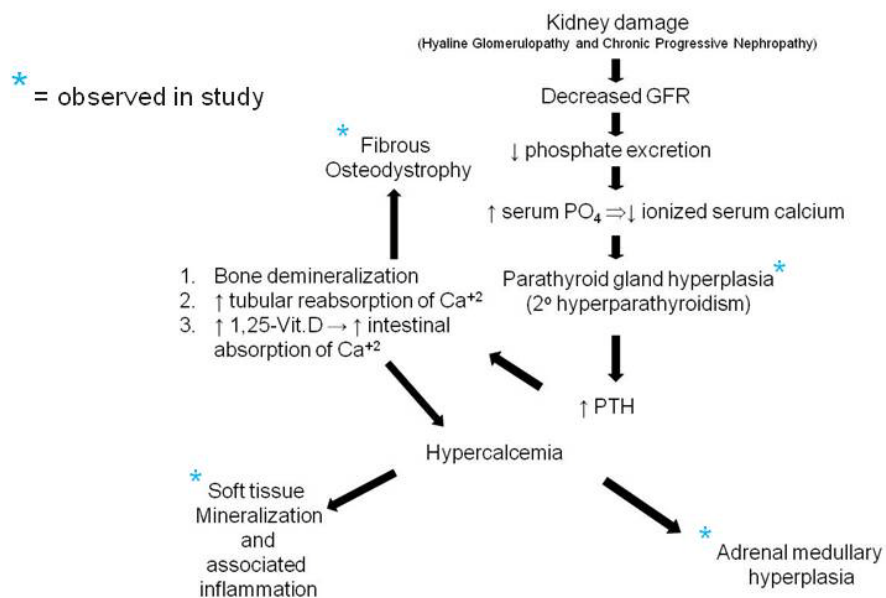 Kidney damage
(Hyaline Glomerulopathy and Chronic Progressive Nephropathy)
* = observed in study
Decreased GFR
* Fibrous
Osteodystrophy
↓ phosphate excretion
↑ serum PO₄ ⇒↓ ionized serum calcium
1. Bone demineralization
2. ↑ tubular reabsorption of Ca⁺²
3. ↑ 1,25-Vit.D → ↑ intestinal
absorption of Ca⁺²
Parathyroid gland hyperplasia*
(2º hyperparathyroidism)
↑ PTH
Hypercalcemia
* Soft tissue
Mineralization
and
associated
inflammation
* Adrenal medullary
hyperplasia